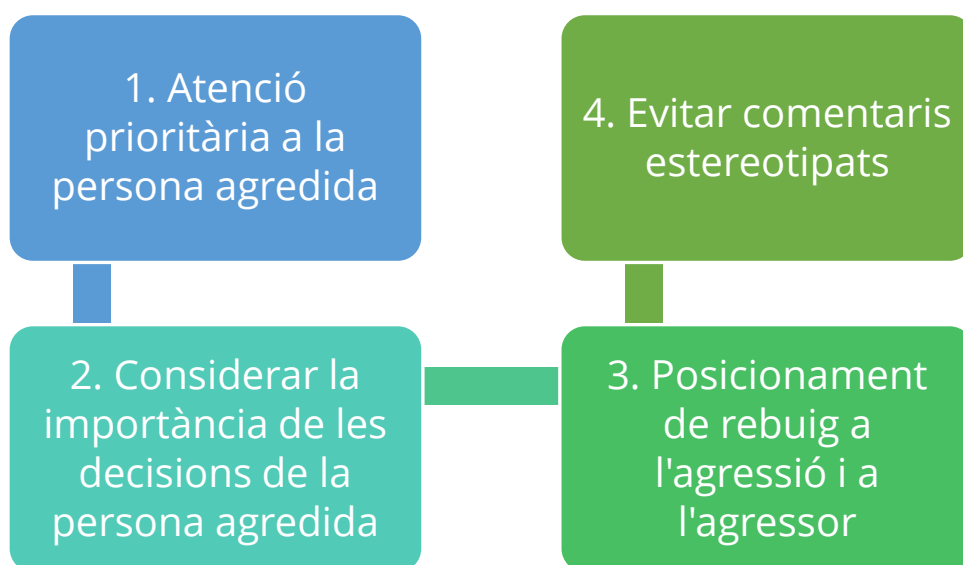 1. Atenció
prioritària a la
persona agredida
2. Considerar la
importància de les
decisions de la
persona agredida
3. Posicionament
de rebuig a
l'agressió i a
l'agressor
4. Evitar comentaris
estereotipats